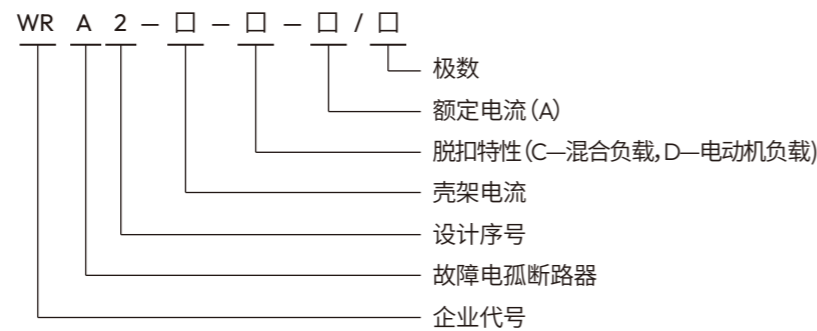 WR A 2 – □ – □ – □ / □
极数
额定电流(A)
脱扣特性(C—混合负载,D—电动机负载)
壳架电流
设计序号
故障电孤断路器
企业代号